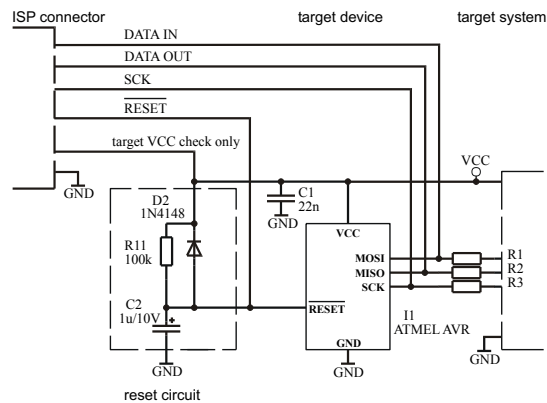 ISP connector
target device
target system
DATA IN
DATA OUT
SCK
RESET
target VCC check only
VCC
GND
D2
1N4148
C1
22n
GND
R11
100k
VCC
MOSI
MISO
SCK
R1
R2
R3
C2
1u/10V
+
RESET
I1
ATMEL AVR
GND
GND
GND
GND
reset circuit